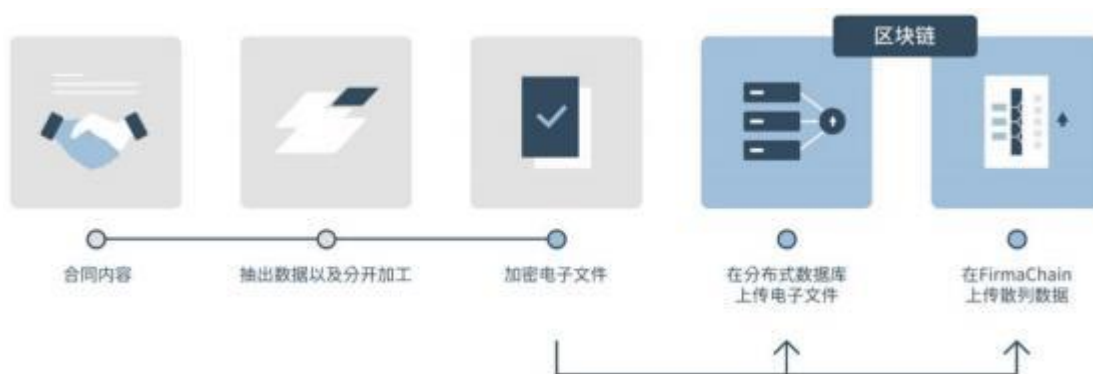 区块链
合同内容
抽出数据以及分开加工
加密电子文件
在分布式数据库
上传电子文件
在FirmaChain
上传散列数据